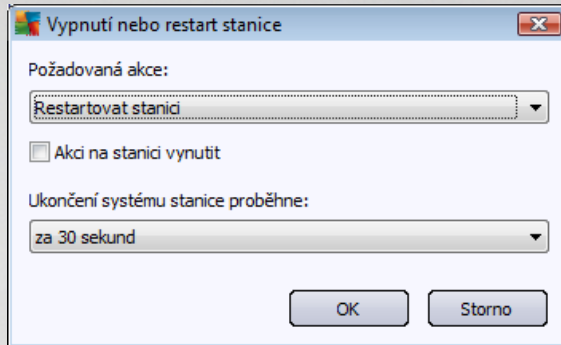 Vypnutí nebo restart stanice
Požadovaná akce:
Restartovat stanici
Akci na stanici vynutit
Ukončení systému stanice proběhne:
za 30 sekund
OK Storno